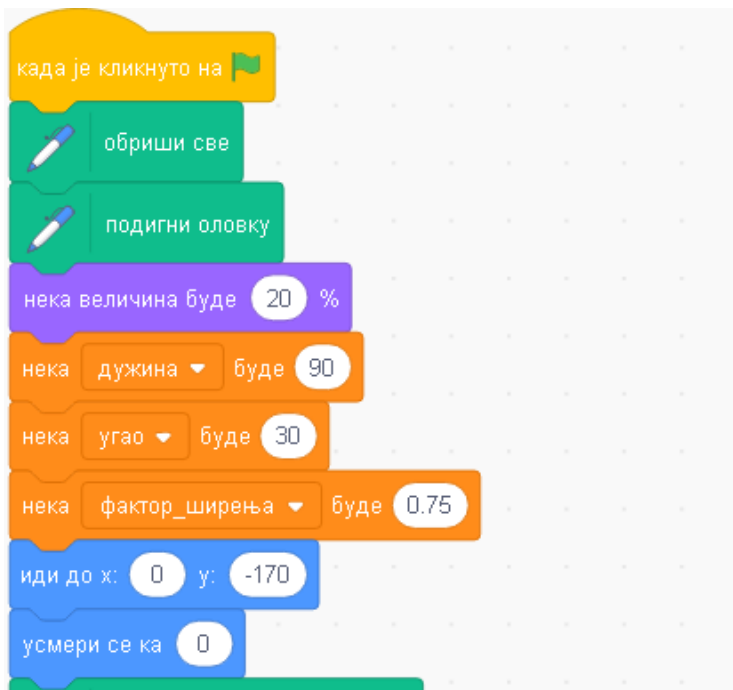 када је кликнуто на
обриши све
подигни оловку
нека величина буде 20 %
нека дужина буде 90
нека угао буде 30
нека фактор_ширења буде 0.75
иди до x: 0 y: -170
усмери се ка 0